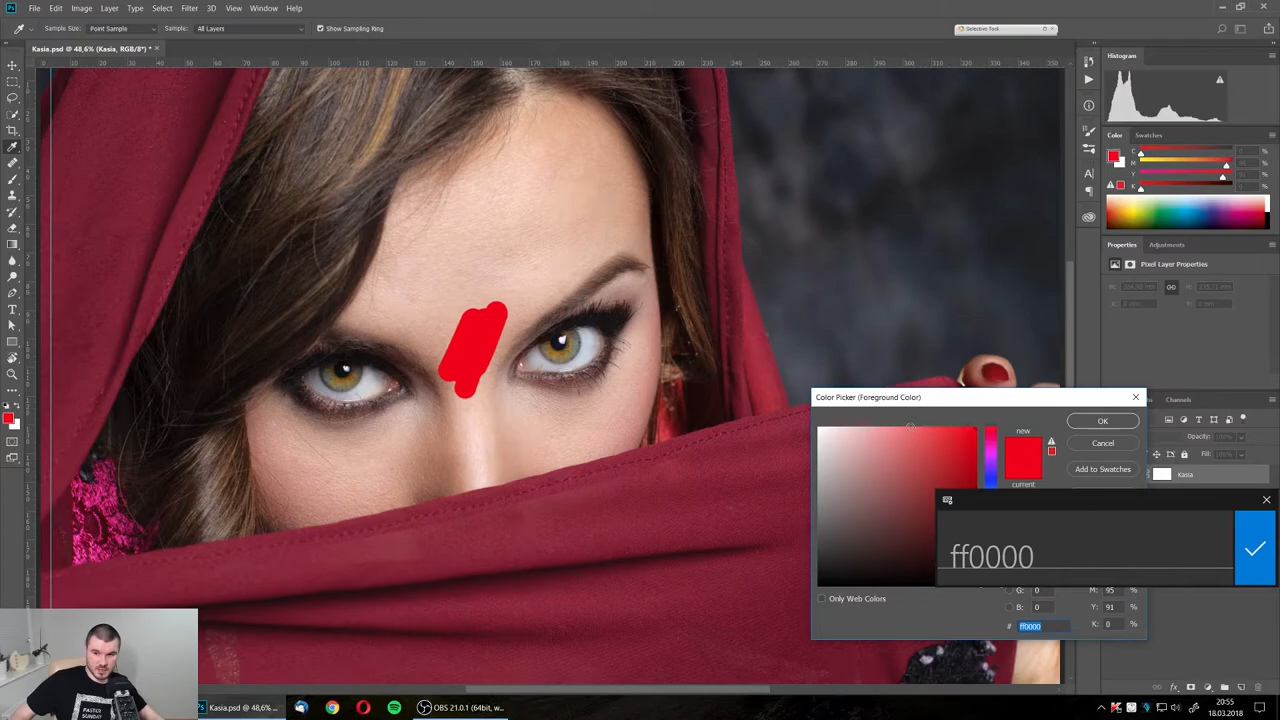 Ps File Edit Image Layer Type Select Filter 3D View Window Help
Sample Size: Point Sample Sample: All Layers Show Sampling Ring
Selective Tool
Kasia.psd @ 48,6% (Kasia, RGB/8*) *
Histogram
Color Swatches
C %
M %
Y %
K %
Properties Adjustments
Pixel Layer Properties
Channels
Opacity:
Fill:
Kasia
Color Picker (Foreground Color)
new
current
OK
Cancel
Add to Swatches
ff0000
Only Web Colors
G: 0 M: 95 %
B: 0 Y: 91 %
# ff0000 K: 0 %
FASTER
SUNDAY
Ps Kasia.psd @ 48,6% ...
OBS 21.0.1 (64bit, w...
20:55
18.03.2018